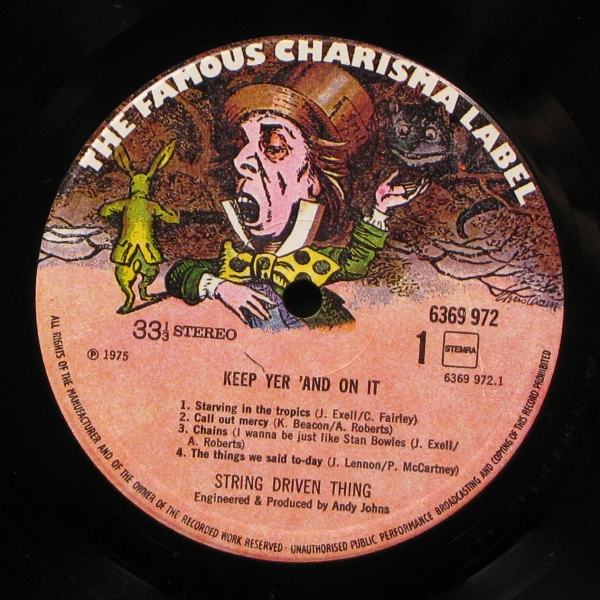 THE FAMOUS CHARISMA LABEL
33⅓ STEREO
6369 972
1
STEMRA
℗ 1975
6369 972.1
KEEP YER 'AND ON IT
1. Starving in the tropics (J. Exell/C. Fairley)
2. Call out mercy (K. Beacon/A. Roberts)
3. Chains (I wanna be just like Stan Bowles (J. Exell/
A. Roberts)
4. The things we said to-day (J. Lennon/P. McCartney)
STRING DRIVEN THING
Engineered & Produced by Andy Johns
ALL RIGHTS OF THE MANUFACTURER AND OF THE OWNER OF THE RECORDED WORK RESERVED · UNAUTHORISED PUBLIC PERFORMANCE BROADCASTING AND COPYING OF THIS RECORD PROHIBITED